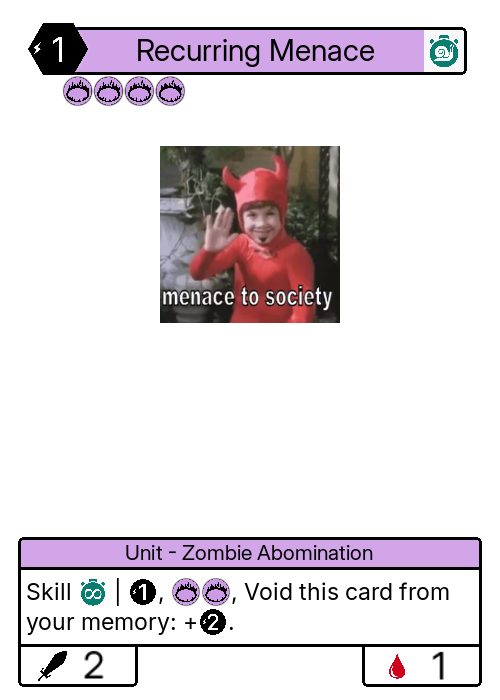 1 Recurring Menace
menace to society
Unit - Zombie Abomination
Skill | 1, , Void this card from
your memory: +2.
2 1